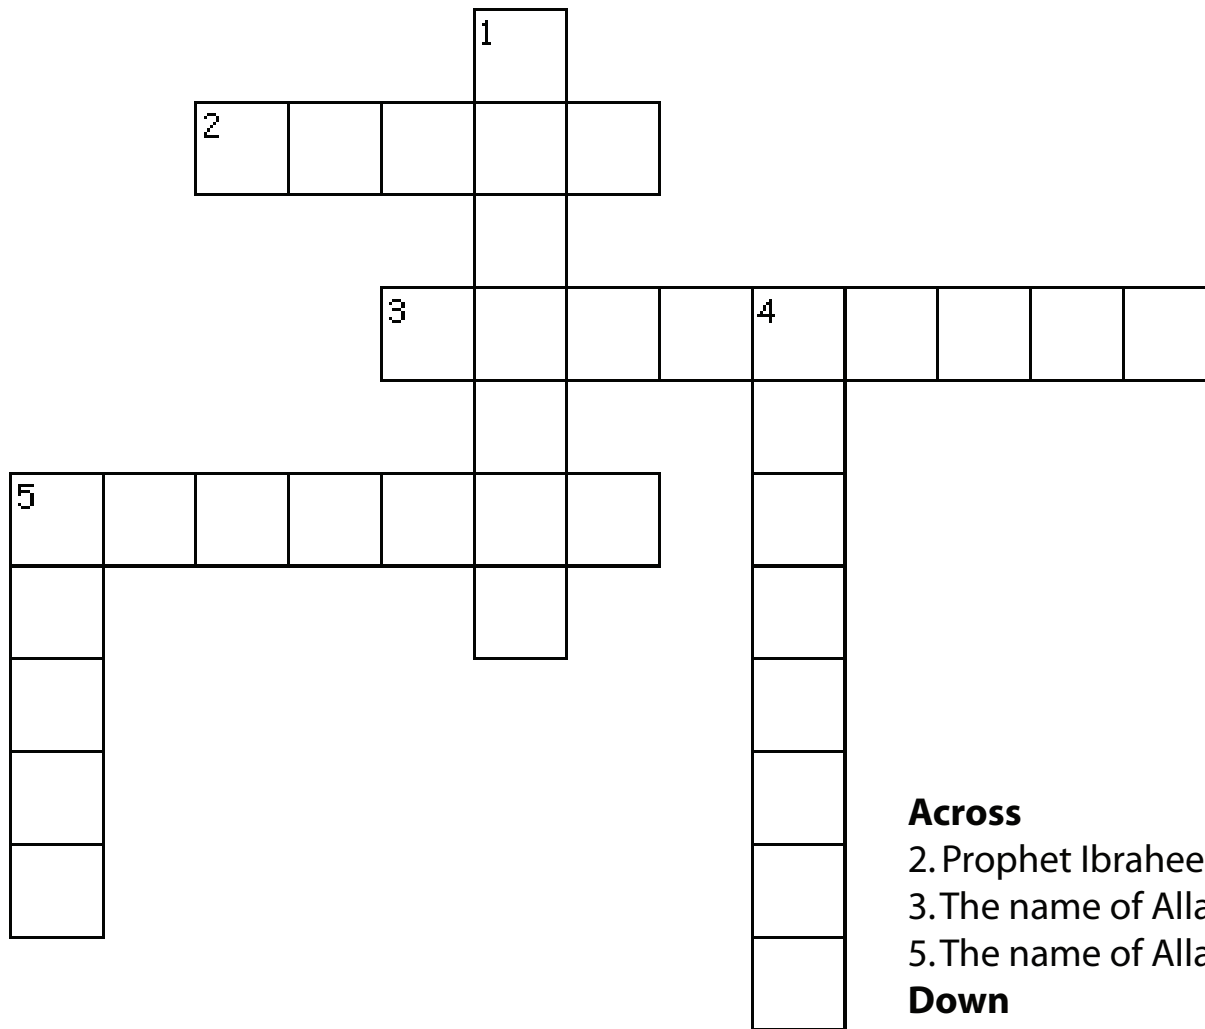 1
2
3
4
5
Across
2. Prophet Ibrahee
3. The name of Alla
5. The name of Alla
Down